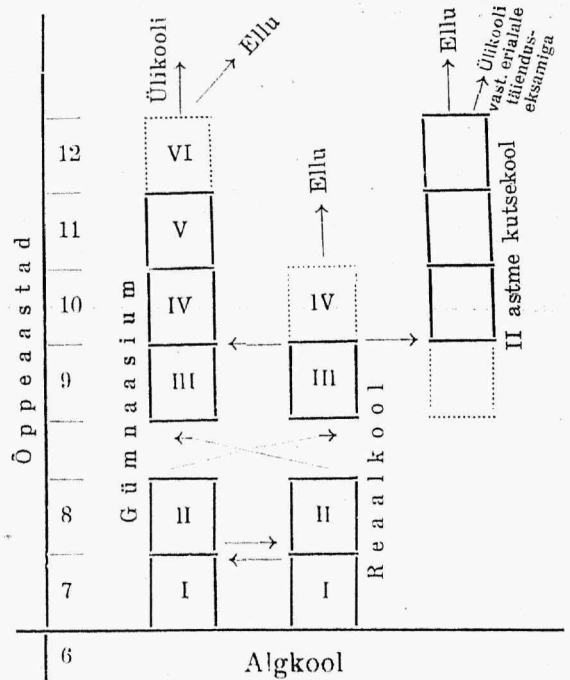 Ülikooli
Ellu
Ellu
Ülikooli
vast. erialale
täiendus-
eksamiga
12
VI
Ellu
11
V
10
IV
IV
9
III
III
8
II
II
7
I
I
6
Algkool
Õppeaastad
Gümnaasium
Reaalkool
II astme kutsekool